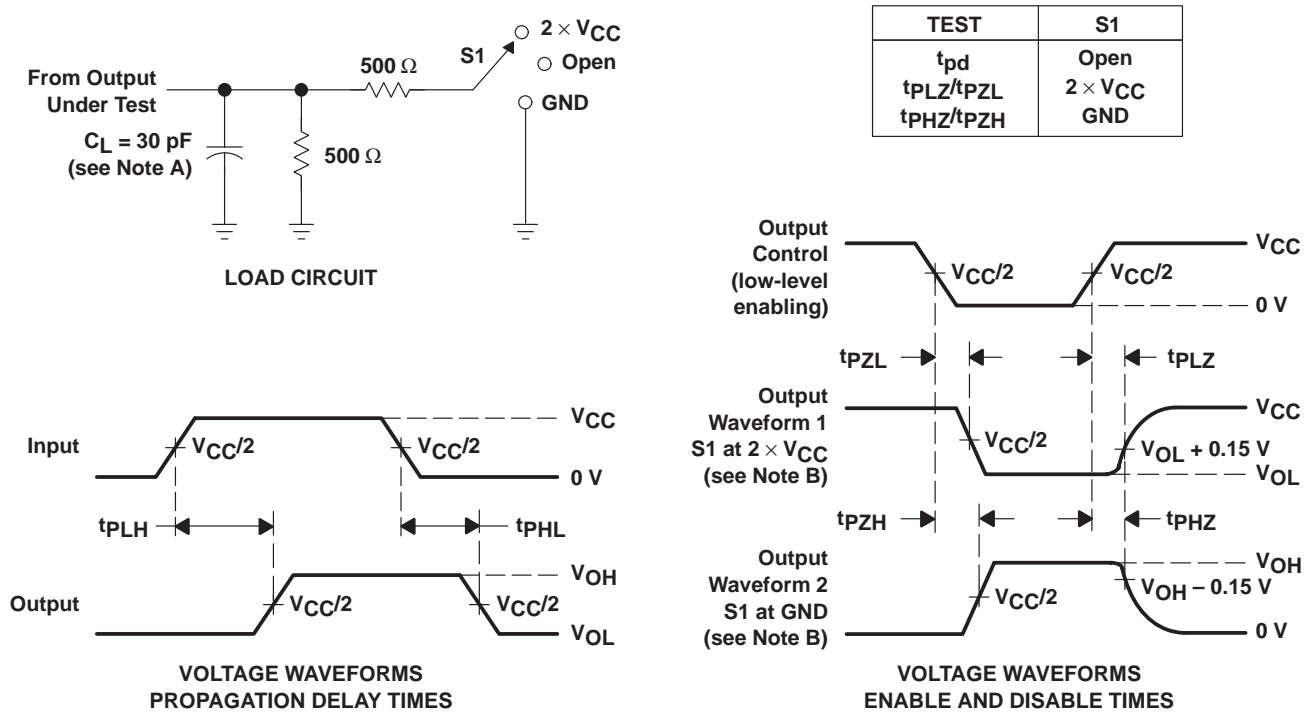 From Output
Under Test
CL = 30 pF
(see Note A)
500 Ω
500 Ω
S1
2 × VCC
Open
GND
LOAD CIRCUIT
TEST S1
tpd Open
tPLZ/tPZL 2 × VCC
tPHZ/tPZH GND
Input
VCC/2
VCC/2
VCC
0 V
tPLH
tPHL
Output
VCC/2
VCC/2
VOH
VOL
VOLTAGE WAVEFORMS
PROPAGATION DELAY TIMES
Output
Control
(low-level
enabling)
VCC/2
VCC/2
VCC
0 V
tPZL
tPLZ
Output
Waveform 1
S1 at 2 × VCC
(see Note B)
VCC/2
VCC
VOL + 0.15 V
VOL
tPZH
tPHZ
Output
Waveform 2
S1 at GND
(see Note B)
VCC/2
VOH
VOH – 0.15 V
0 V
VOLTAGE WAVEFORMS
ENABLE AND DISABLE TIMES